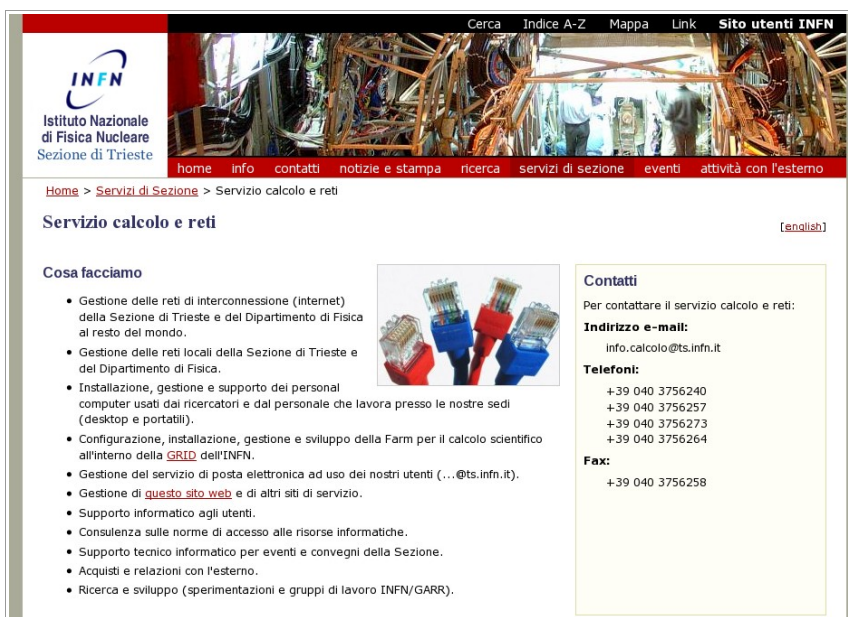 Cerca Indice A-Z Mappa Link Sito utenti INFN
INFN
Istituto Nazionale
di Fisica Nucleare
Sezione di Trieste
home info contatti notizie e stampa ricerca servizi di sezione eventi attività con l'esterno
Home > Servizi di Sezione > Servizio calcolo e reti
Servizio calcolo e reti
[english]
Cosa facciamo
• Gestione delle reti di interconnessione (internet)
della Sezione di Trieste e del Dipartimento di Fisica
al resto del mondo.
• Gestione delle reti locali della Sezione di Trieste e
del Dipartimento di Fisica.
• Installazione, gestione e supporto dei personal
computer usati dai ricercatori e dal personale che lavora presso le nostre sedi
(desktop e portatili).
• Configurazione, installazione, gestione e sviluppo della Farm per il calcolo scientifico
all'interno della GRID dell'INFN.
• Gestione del servizio di posta elettronica ad uso dei nostri utenti (...@ts.infn.it).
• Gestione di questo sito web e di altri siti di servizio.
• Supporto informatico agli utenti.
• Consulenza sulle norme di accesso alle risorse informatiche.
• Supporto tecnico informatico per eventi e convegni della Sezione.
• Acquisti e relazioni con l'esterno.
• Ricerca e sviluppo (sperimentazioni e gruppi di lavoro INFN/GARR).
Contatti
Per contattare il servizio calcolo e reti:
Indirizzo e-mail:
info.calcolo@ts.infn.it
Telefoni:
+39 040 3756240
+39 040 3756257
+39 040 3756273
+39 040 3756264
Fax:
+39 040 3756258